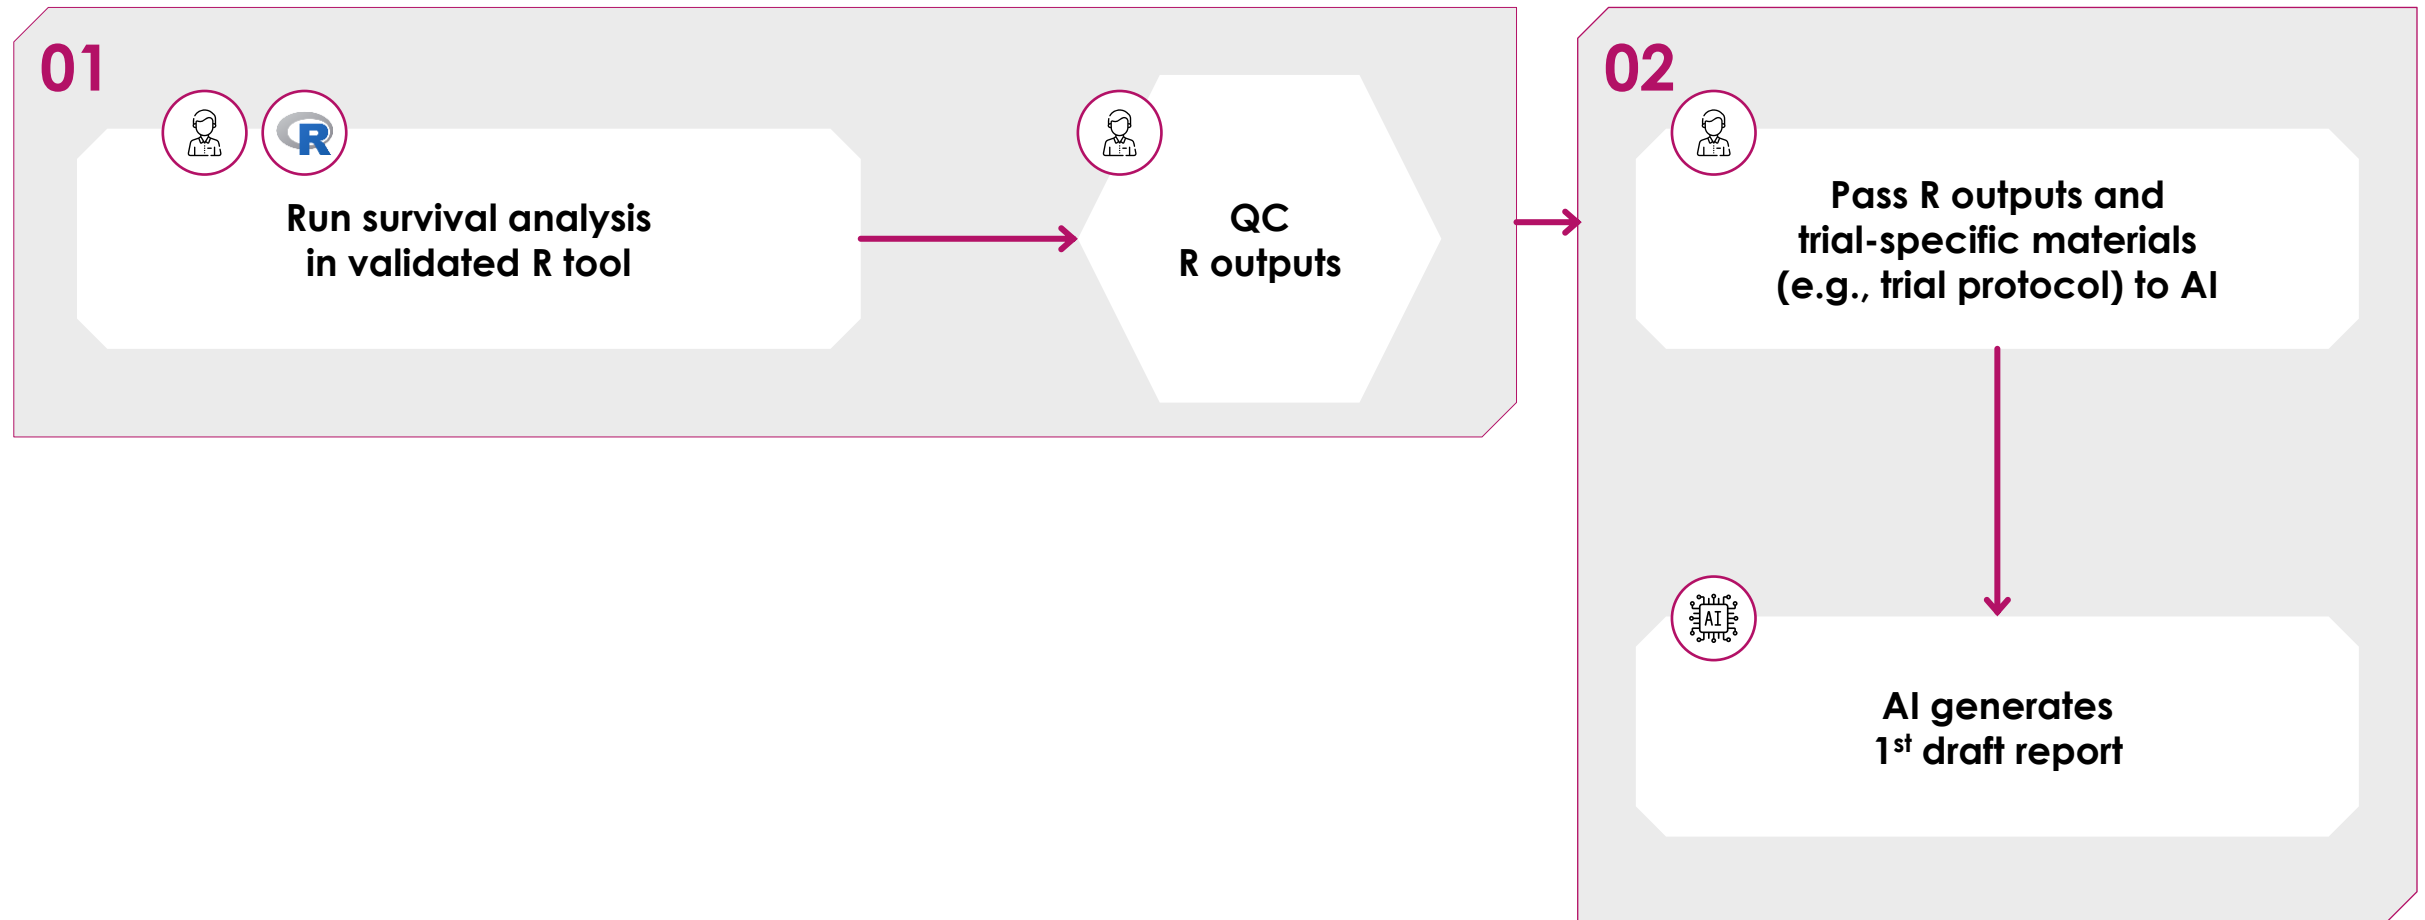 01
R
Run survival analysis
in validated R tool
QC
R outputs
02
Pass R outputs and
trial-specific materials
(e.g., trial protocol) to AI
AI
AI generates
1st draft report